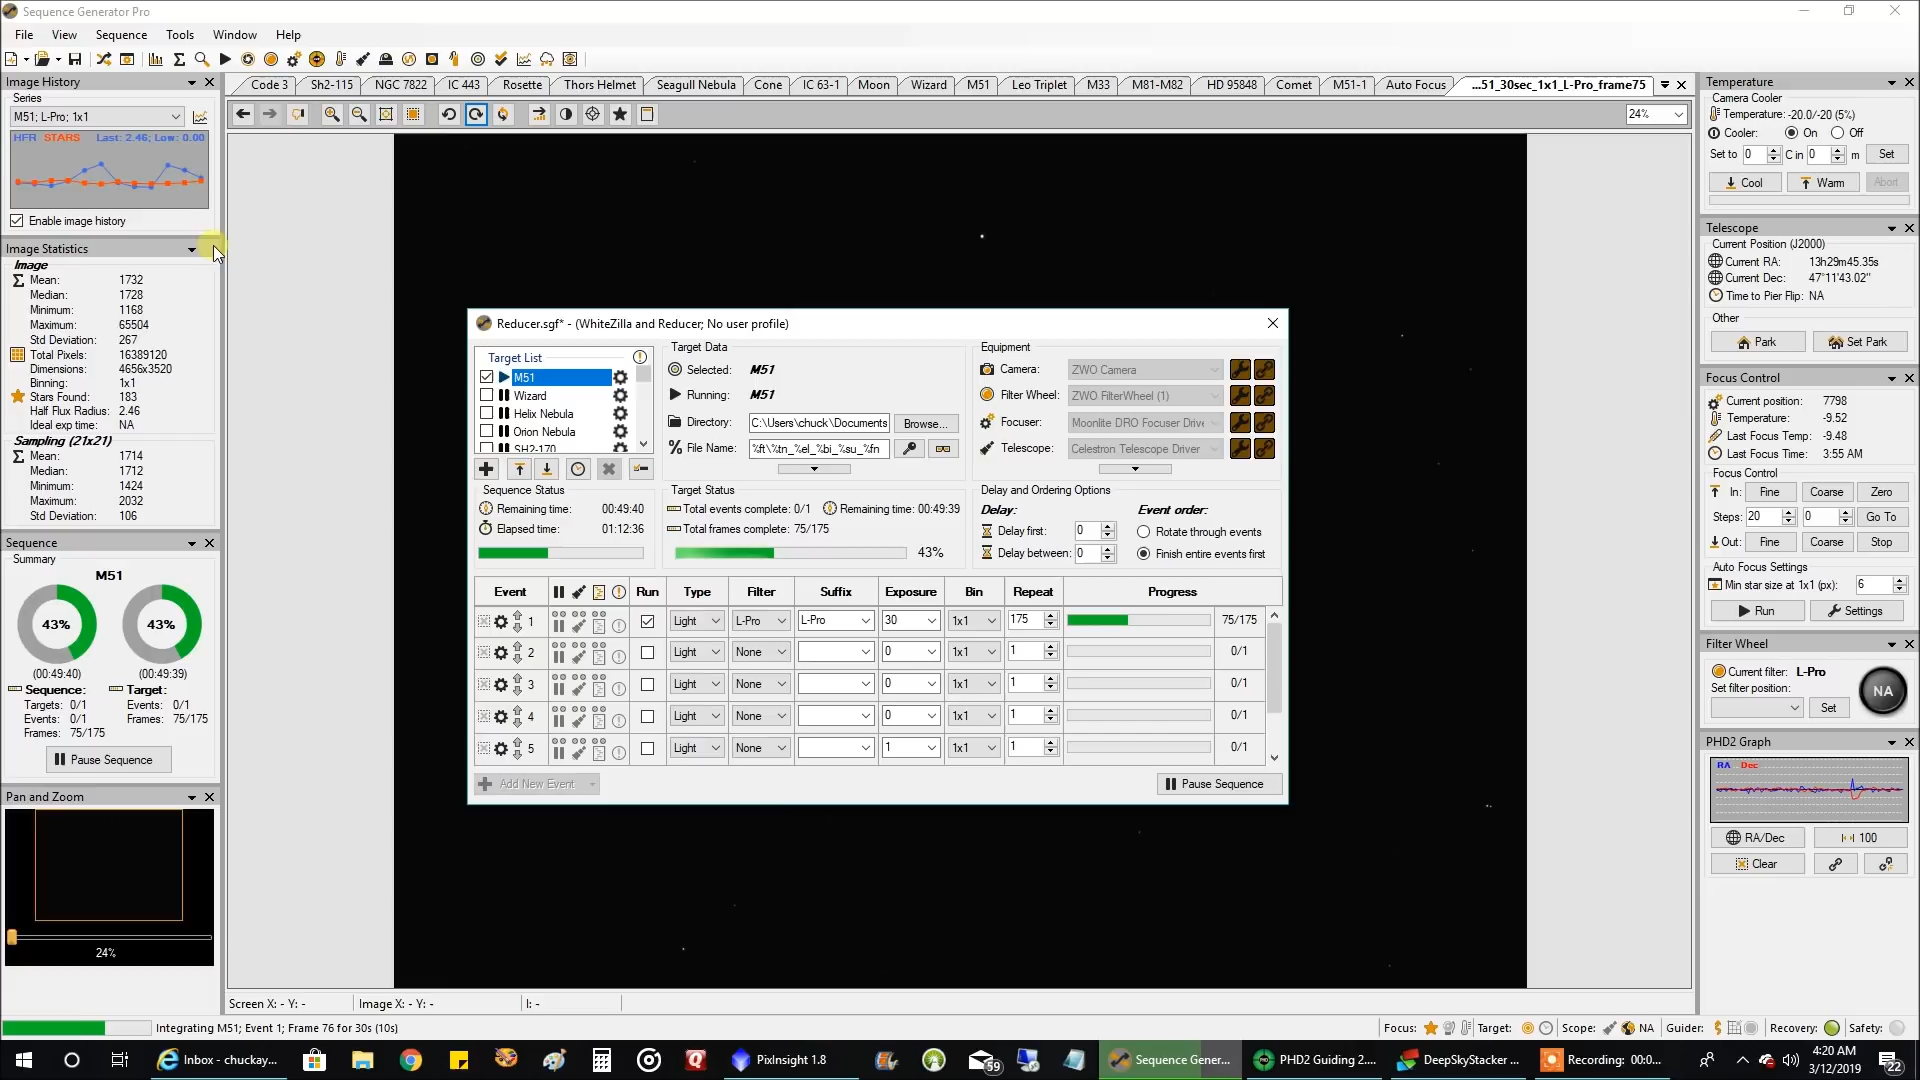 Sequence Generator Pro
File View Sequence Tools Window Help
Image History
Series
M51; L-Pro; 1x1
HFR STARS Last: 2.46; Low: 0.00
Enable image history
Image Statistics
Image
Mean: 1732
Median: 1728
Minimum: 1168
Maximum: 65504
Std Deviation: 267
Total Pixels: 16389120
Dimensions: 4656x3520
Binning: 1x1
Stars Found: 183
Half Flux Radius: 2.46
Ideal exp time: NA
Sampling (21x21)
Mean: 1714
Median: 1712
Minimum: 1424
Maximum: 2032
Std Deviation: 106
Sequence
Summary
M51
43% 43%
(00:49:40) (00:49:39)
Sequence: Target:
Targets: 0/1 Events: 0/1
Events: 0/1 Frames: 75/175
Frames: 75/175
Pause Sequence
Pan and Zoom
24%
Code 3 Sh2-115 NGC 7822 IC 443 Rosette Thors Helmet Seagull Nebula Cone IC 63-1 Moon Wizard M51 Leo Triplet M33 M81-M82 HD 95848 Comet M51-1 Auto Focus ...51_30sec_1x1_L-Pro_frame75
24%
Reducer.sgf* - (WhiteZilla and Reducer; No user profile)
Target List
M51
Wizard
Helix Nebula
Orion Nebula
SH2-170
Target Data
Selected: M51
Running: M51
Directory: C:\Users\chuck\Documents Browse...
File Name: %ft\%tn_%el_%bi_%su_%fn
Equipment
Camera: ZWO Camera
Filter Wheel: ZWO FilterWheel (1)
Focuser: Moonlite DRO Focuser Drive
Telescope: Celestron Telescope Driver
Sequence Status
Remaining time: 00:49:40
Elapsed time: 01:12:36
Target Status
Total events complete: 0/1 Remaining time: 00:49:39
Total frames complete: 75/175
43%
Delay and Ordering Options
Delay: Event order:
Delay first: 0 Rotate through events
Delay between: 0 Finish entire events first
Event Run Type Filter Suffix Exposure Bin Repeat Progress
1 Light L-Pro L-Pro 30 1x1 175 75/175
2 Light None 0 1x1 1 0/1
3 Light None 0 1x1 1 0/1
4 Light None 0 1x1 1 0/1
5 Light None 1 1x1 1 0/1
Add New Event
Pause Sequence
Screen X: - Y: - Image X: - Y: - I: -
Temperature
Camera Cooler
Temperature: -20.0/-20 (5%)
Cooler: On Off
Set to 0 C in 0 m Set
Cool Warm Abort
Telescope
Current Position (J2000)
Current RA: 13h29m45.35s
Current Dec: 47°11'43.02"
Time to Pier Flip: NA
Other
Park Set Park
Focus Control
Current position: 7798
Temperature: -9.52
Last Focus Temp: -9.48
Last Focus Time: 3:55 AM
Focus Control
In: Fine Coarse Zero
Steps: 20 0 Go To
Out: Fine Coarse Stop
Auto Focus Settings
Min star size at 1x1 (px): 6
Run Settings
Filter Wheel
Current filter: L-Pro
Set filter position:
Set
NA
PHD2 Graph
RA Dec
RA/Dec 100
Clear
Integrating M51; Event 1; Frame 76 for 30s (10s)
Focus: Target: Scope: NA Guider: Recovery: Safety:
Inbox - chuckay... PixInsight 1.8 59 Sequence Gener... PHD2 Guiding 2.... DeepSkyStacker ... Recording: 00:0...
4:20 AM
3/12/2019
22